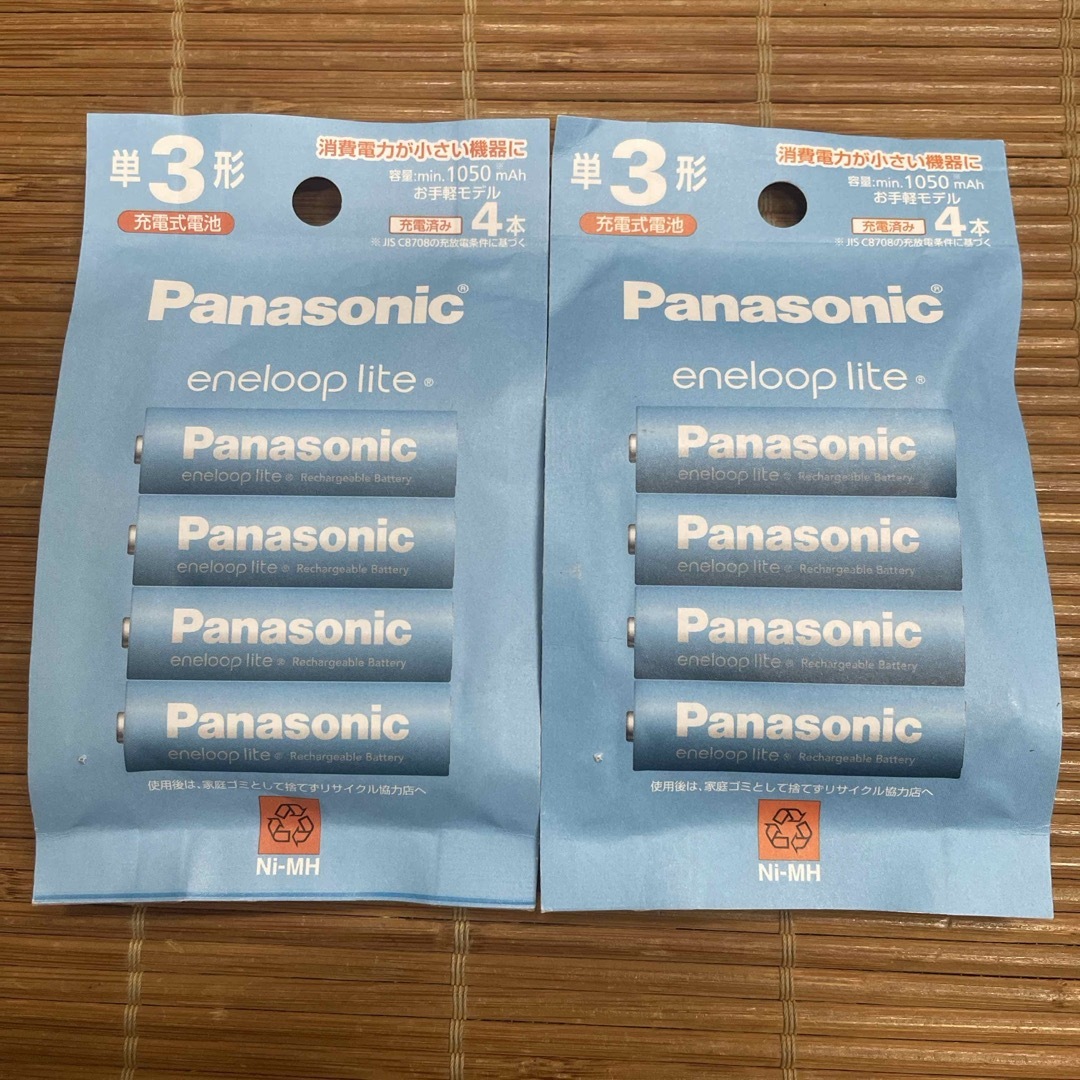 単3形
充電式電池
消費電力が小さい機器に
容量:min.1050 mAh
お手軽モデル
充電済み 4本
※ JIS C8708の充放電条件に基づく
Panasonic®
eneloop lite®
Panasonic
eneloop lite® Rechargeable Battery
Panasonic
eneloop lite® Rechargeable Battery
Panasonic
eneloop lite® Rechargeable Battery
Panasonic
eneloop lite® Rechargeable Battery
使用後は、家庭ゴミとして捨てずリサイクル協力店へ
Ni-MH
単3形
充電式電池
消費電力が小さい機器に
容量:min.1050 mAh
お手軽モデル
充電済み 4本
※ JIS C8708の充放電条件に基づく
Panasonic®
eneloop lite®
Panasonic
eneloop lite® Rechargeable Battery
Panasonic
eneloop lite® Rechargeable Battery
Panasonic
eneloop lite® Rechargeable Battery
Panasonic
eneloop lite® Rechargeable Battery
使用後は、家庭ゴミとして捨てずリサイクル協力店へ
Ni-MH